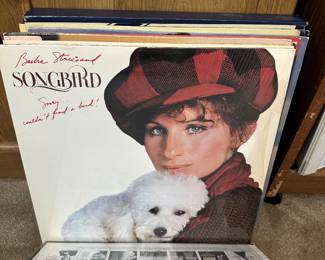 Barbra Streisand
SONGBIRD
Sorry
couldn't find a bird!